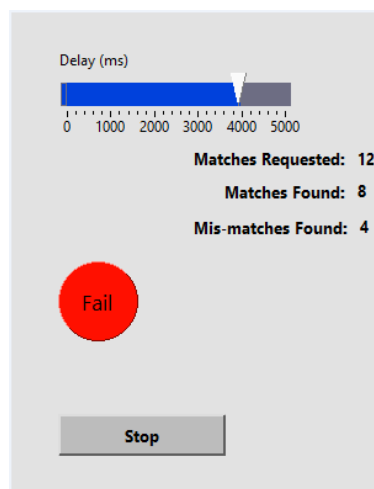 Delay (ms)
0 1000 2000 3000 4000 5000
Matches Requested: 12
Matches Found: 8
Mis-matches Found: 4
Fail
Stop